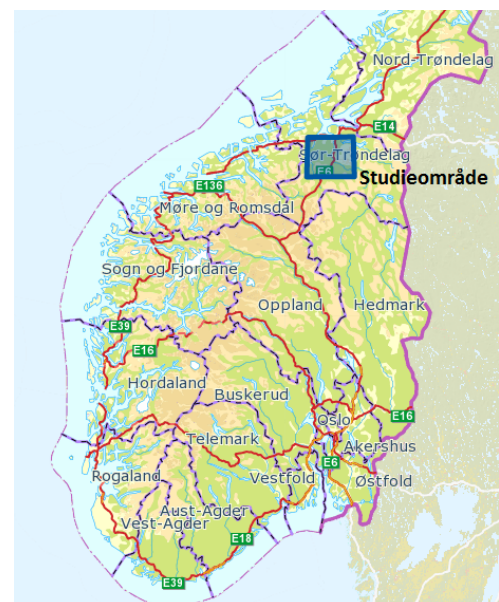 Nord-Trøndelag
E14
Sør-Trøndelag
E6
Studieområde
E136
Møre og Romsdal
Sogn og Fjordane
Oppland
Hedmark
E39
E16
Hordaland
Buskerud
E16
Oslo
Telemark
Akershus
E6
Rogaland
Vestfold
Østfold
Aust-Agder
Vest-Agder
E18
E39